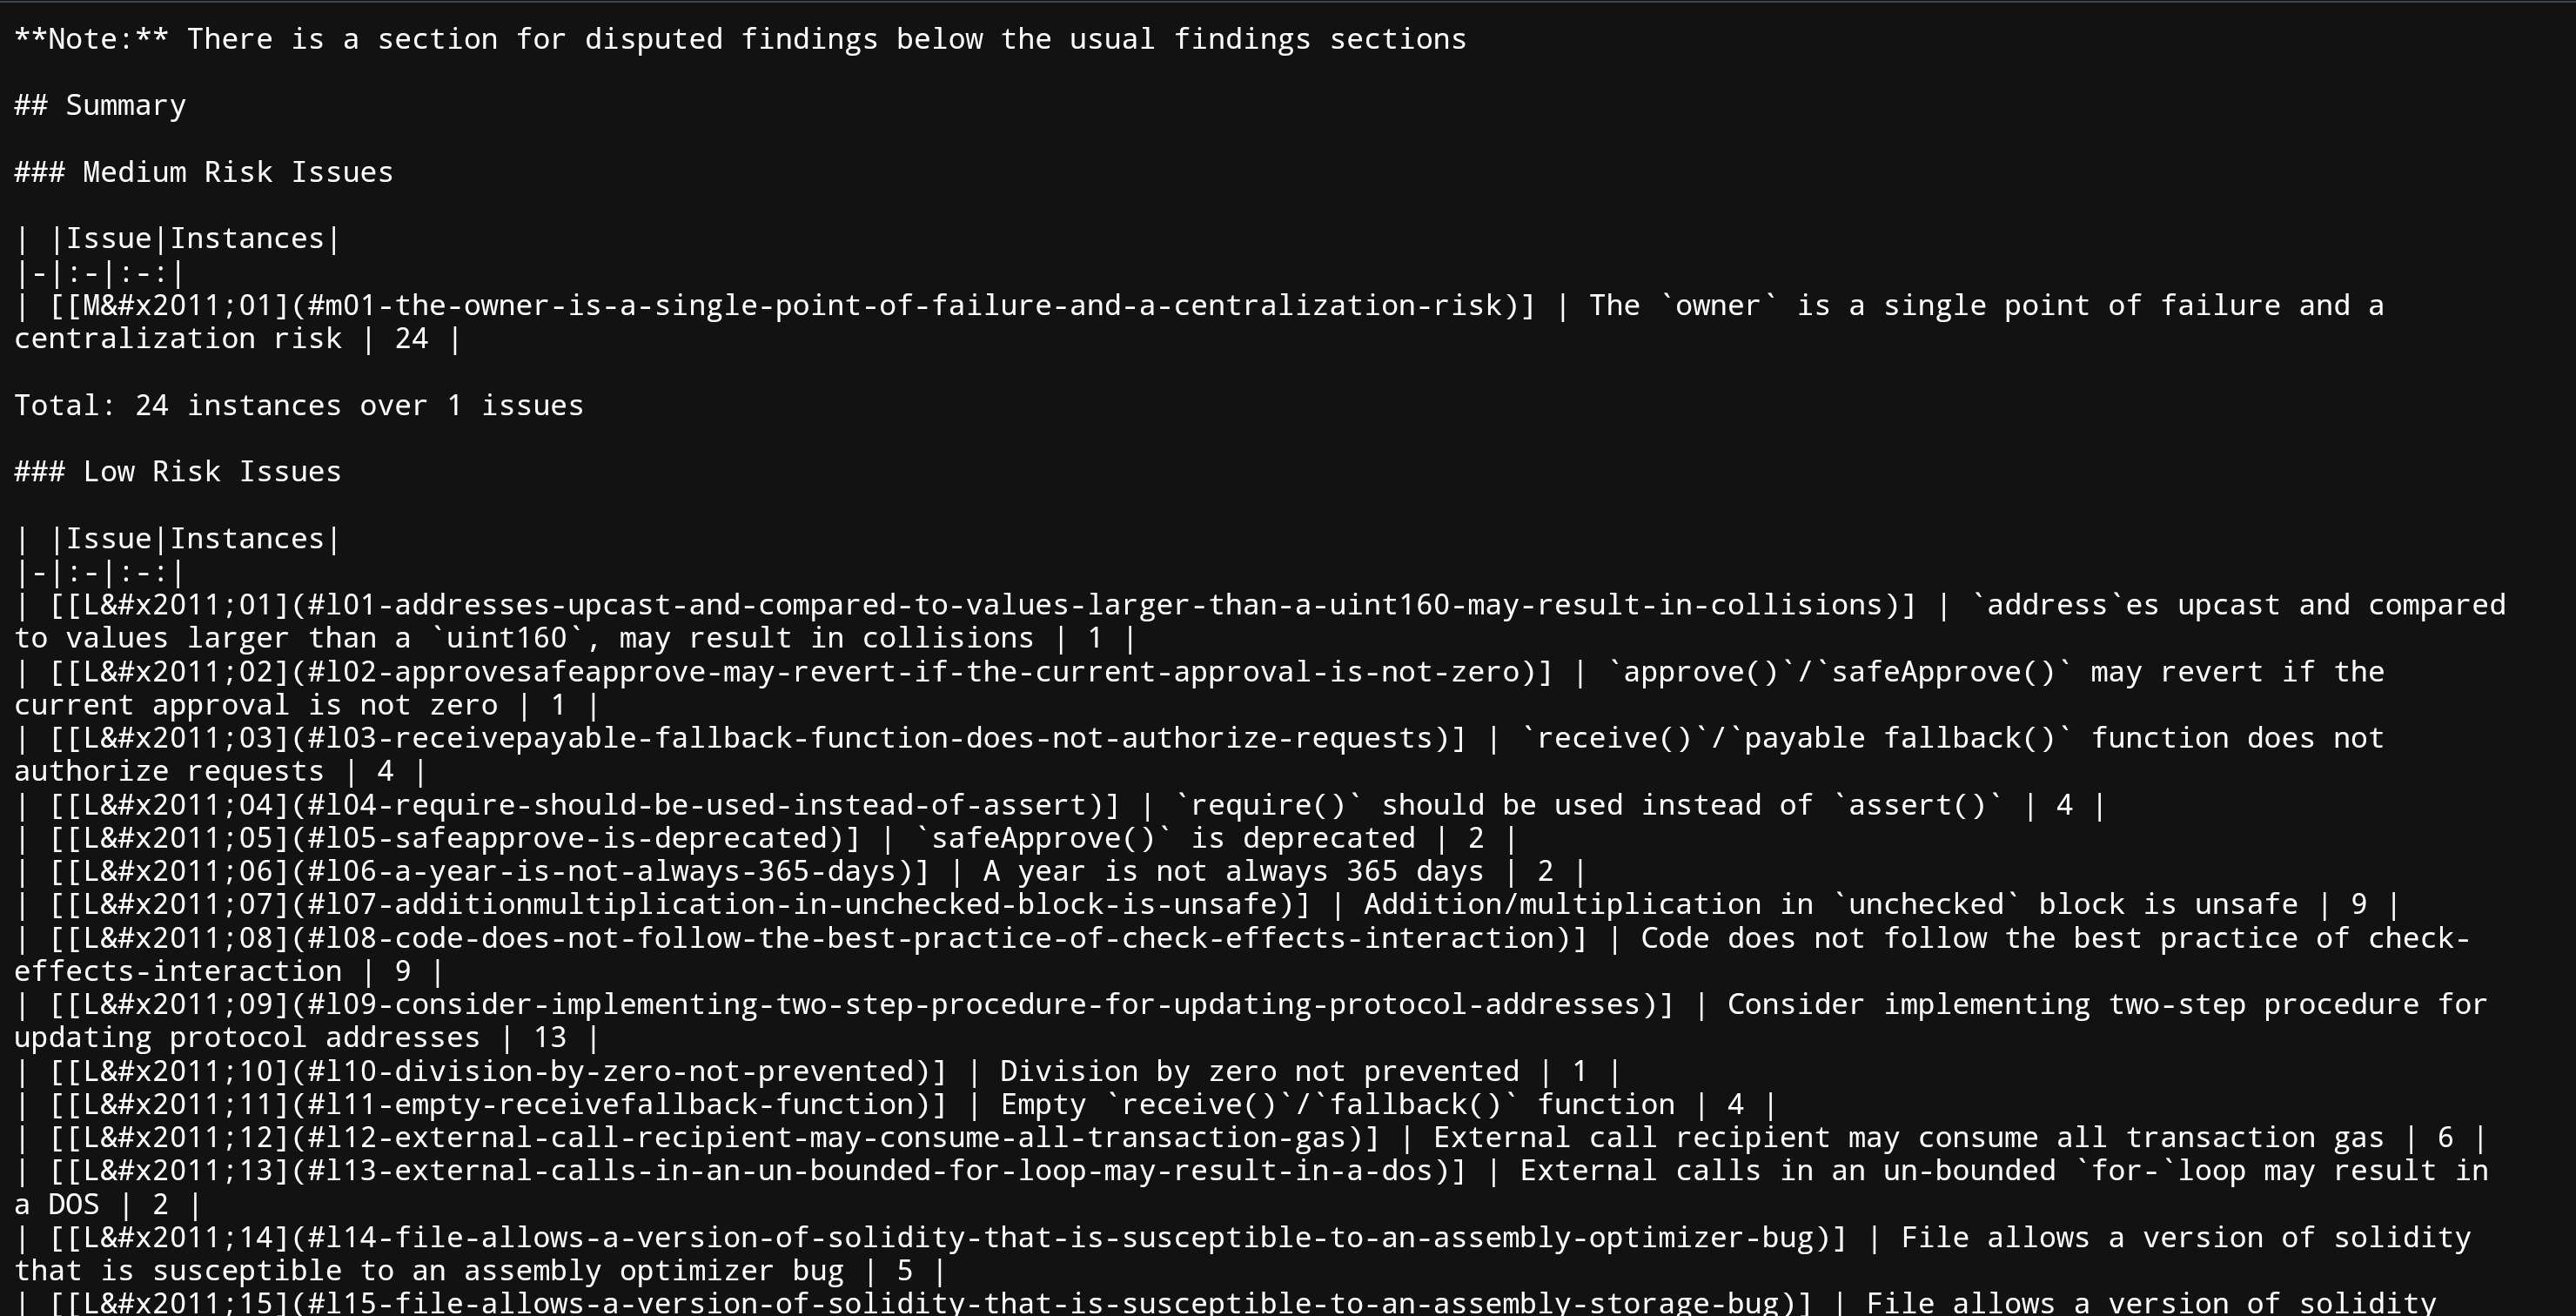 **Note:** There is a section for disputed findings below the usual findings sections
## Summary
### Medium Risk Issues
| |Issue|Instances|
|-|:-|:-:|
| [[M&#x2011;01](#m01-the-owner-is-a-single-point-of-failure-and-a-centralization-risk)] | The `owner` is a single point of failure and a
centralization risk | 24 |
Total: 24 instances over 1 issues
### Low Risk Issues
| |Issue|Instances|
|-|:-|:-:|
| [[L&#x2011;01](#l01-addresses-upcast-and-compared-to-values-larger-than-a-uint160-may-result-in-collisions)] | `address`es upcast and compared
to values larger than a `uint160`, may result in collisions | 1 |
| [[L&#x2011;02](#l02-approvesafeapprove-may-revert-if-the-current-approval-is-not-zero)] | `approve()`/`safeApprove()` may revert if the
current approval is not zero | 1 |
| [[L&#x2011;03](#l03-receivepayable-fallback-function-does-not-authorize-requests)] | `receive()`/`payable fallback()` function does not
authorize requests | 4 |
| [[L&#x2011;04](#l04-require-should-be-used-instead-of-assert)] | `require()` should be used instead of `assert()` | 4 |
| [[L&#x2011;05](#l05-safeapprove-is-deprecated)] | `safeApprove()` is deprecated | 2 |
| [[L&#x2011;06](#l06-a-year-is-not-always-365-days)] | A year is not always 365 days | 2 |
| [[L&#x2011;07](#l07-additionmultiplication-in-unchecked-block-is-unsafe)] | Addition/multiplication in `unchecked` block is unsafe | 9 |
| [[L&#x2011;08](#l08-code-does-not-follow-the-best-practice-of-check-effects-interaction)] | Code does not follow the best practice of check-
effects-interaction | 9 |
| [[L&#x2011;09](#l09-consider-implementing-two-step-procedure-for-updating-protocol-addresses)] | Consider implementing two-step procedure for
updating protocol addresses | 13 |
| [[L&#x2011;10](#l10-division-by-zero-not-prevented)] | Division by zero not prevented | 1 |
| [[L&#x2011;11](#l11-empty-receivefallback-function)] | Empty `receive()`/`fallback()` function | 4 |
| [[L&#x2011;12](#l12-external-call-recipient-may-consume-all-transaction-gas)] | External call recipient may consume all transaction gas | 6 |
| [[L&#x2011;13](#l13-external-calls-in-an-un-bounded-for-loop-may-result-in-a-dos)] | External calls in an un-bounded `for-`loop may result in
a DOS | 2 |
| [[L&#x2011;14](#l14-file-allows-a-version-of-solidity-that-is-susceptible-to-an-assembly-optimizer-bug)] | File allows a version of solidity
that is susceptible to an assembly optimizer bug | 5 |
| [[L&#x2011;15](#l15-file-allows-a-version-of-solidity-that-is-susceptible-to-an-assembly-storage-bug)] | File allows a version of solidity